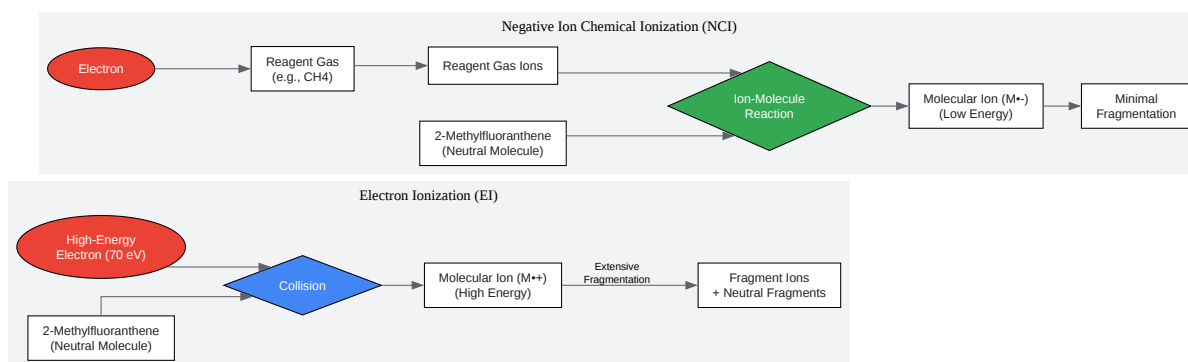 Negative Ion Chemical Ionization (NCI)
Electron
Reagent Gas
(e.g., CH4)
Reagent Gas Ions
Ion-Molecule
Reaction
Molecular Ion (M•-)
(Low Energy)
Minimal
Fragmentation
2-Methylfluoranthene
(Neutral Molecule)
Electron Ionization (EI)
High-Energy
Electron (70 eV)
Collision
Molecular Ion (M•+)
(High Energy)
Extensive
Fragmentation
Fragment Ions
+ Neutral Fragments
2-Methylfluoranthene
(Neutral Molecule)